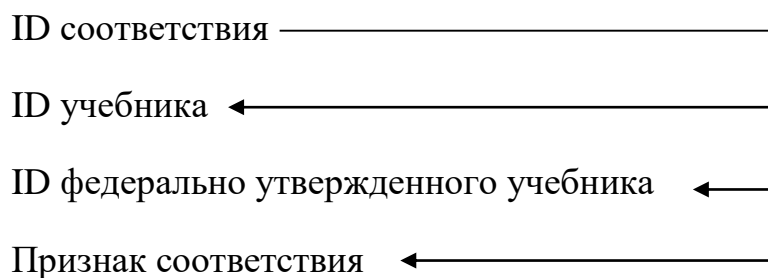 ID соответствия
ID учебника
ID федерально утвержденного учебника
Признак соответствия